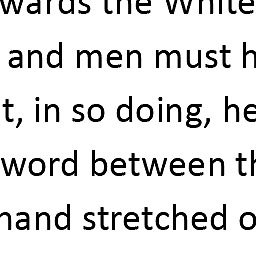 wards the White
and men must h
t, in so doing, he
word between th
hand stretched o